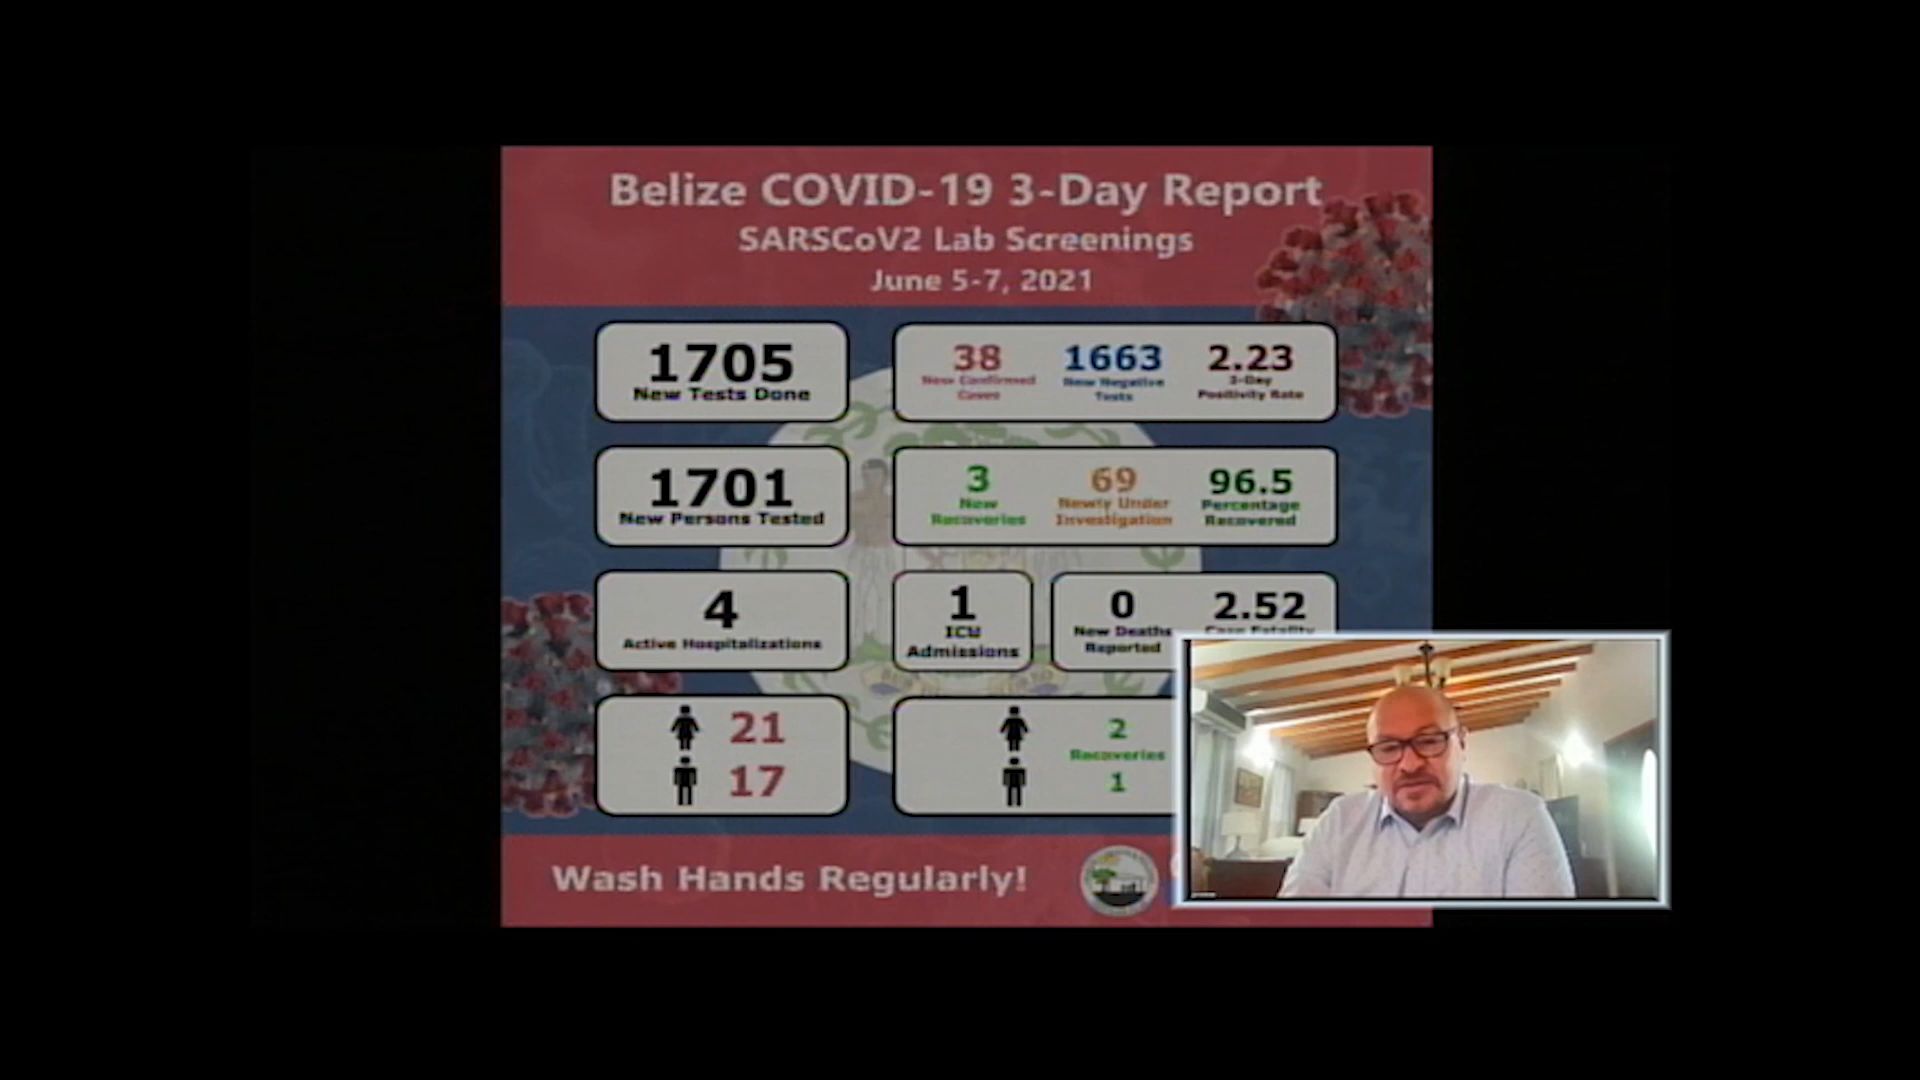 Belize COVID-19 3-Day Report
SARSCoV2 Lab Screenings
June 5-7, 2021
1705
New Tests Done
38
New Confirmed
Cases
1663
New Negative
Tests
2.23
3-Day
Positivity Rate
1701
New Persons Tested
3
New
Recoveries
69
Newly Under
Investigation
96.5
Percentage
Recovered
4
Active Hospitalizations
1
ICU
Admissions
0
New Deaths
Reported
2.52
Case Fatality
21
17
2
Recoveries
1
Wash Hands Regularly!